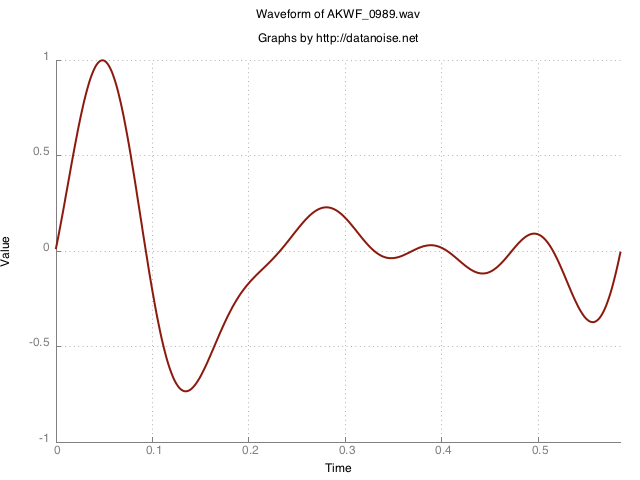 Waveform of AKWF_0989.wav
Graphs by http://datanoise.net
1
0.5
0
-0.5
-1
Value
0 0.1 0.2 0.3 0.4 0.5
Time